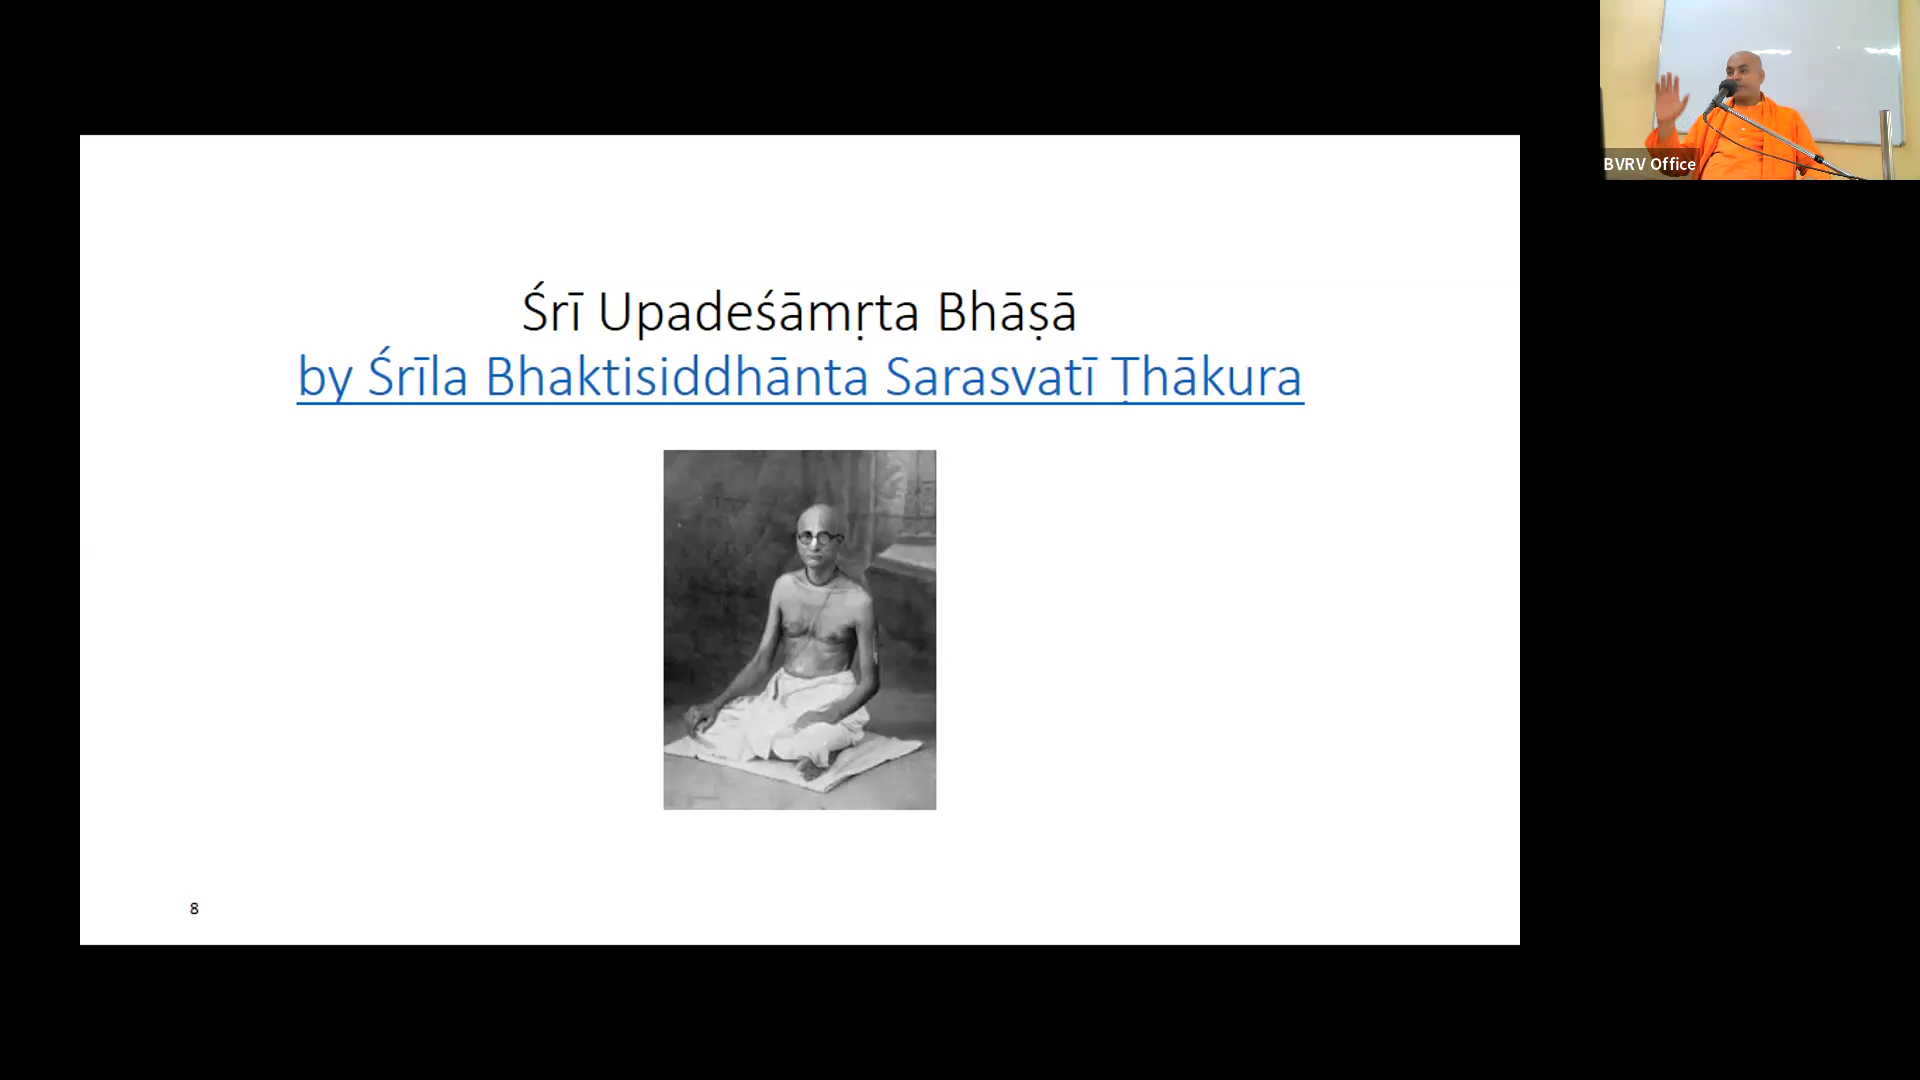 BVRV Office
Śrī Upadeśāmṛta Bhāṣā
by Śrīla Bhaktisiddhānta Sarasvatī Ṭhākura
8